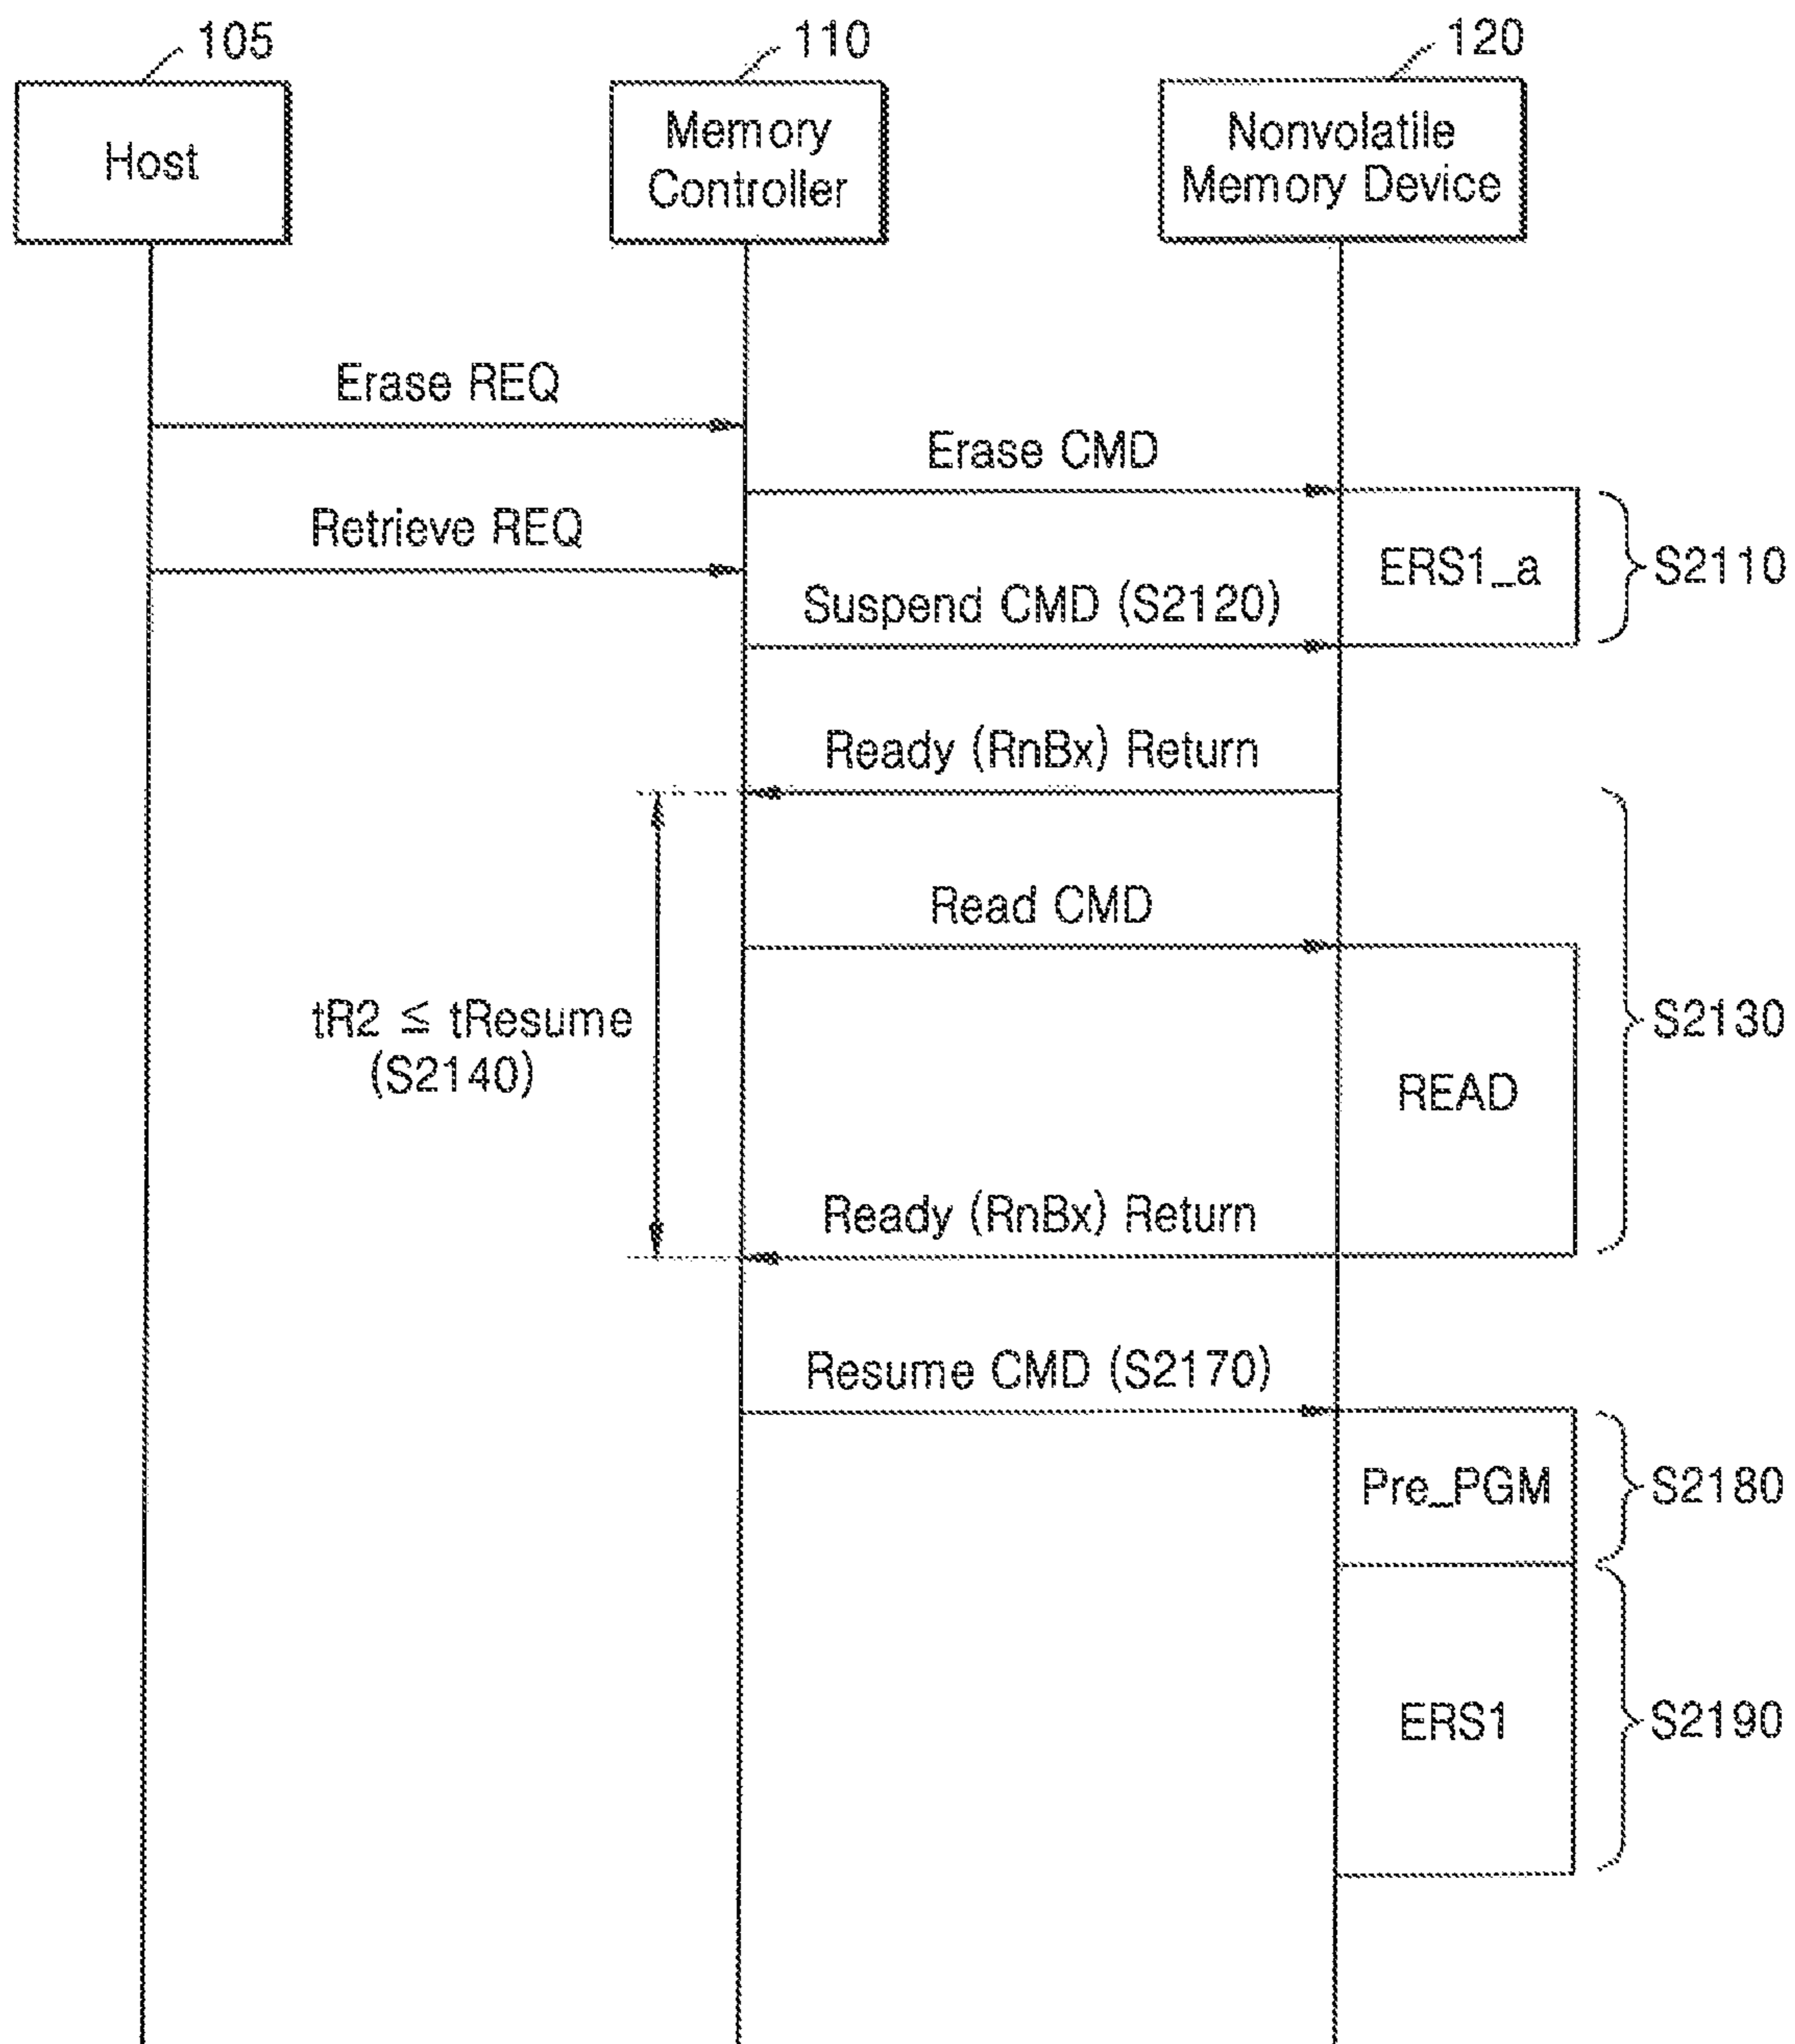 105
110
120
Host
Memory
Controller
Nonvolatile
Memory Device
Erase REQ
Erase CMD
Retrieve REQ
ERS1_a
S2110
Suspend CMD (S2120)
Ready (RnBx) Return
Read CMD
tR2 ≤ tResume
(S2140)
READ
S2130
Ready (RnBx) Return
Resume CMD (S2170)
Pre_PGM
S2180
ERS1
S2190